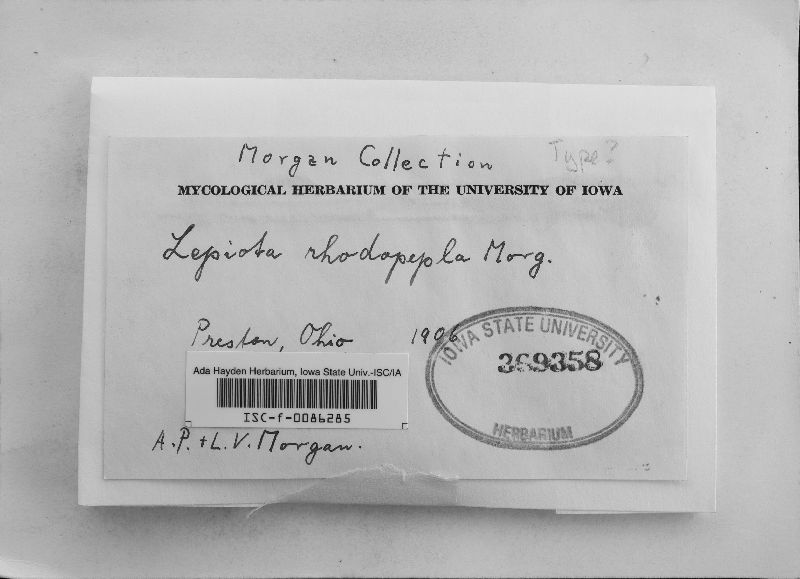 Morgan Collection Type?
MYCOLOGICAL HERBARIUM OF THE UNIVERSITY OF IOWA
Lepiota rhodopepla Morg.
Preston, Ohio 1906
IOWA STATE UNIVERSITY
369358
HERBARIUM
Ada Hayden Herbarium, Iowa State Univ.-ISC/IA
ISC-f-0086285
A.P. + L.V. Morgan.